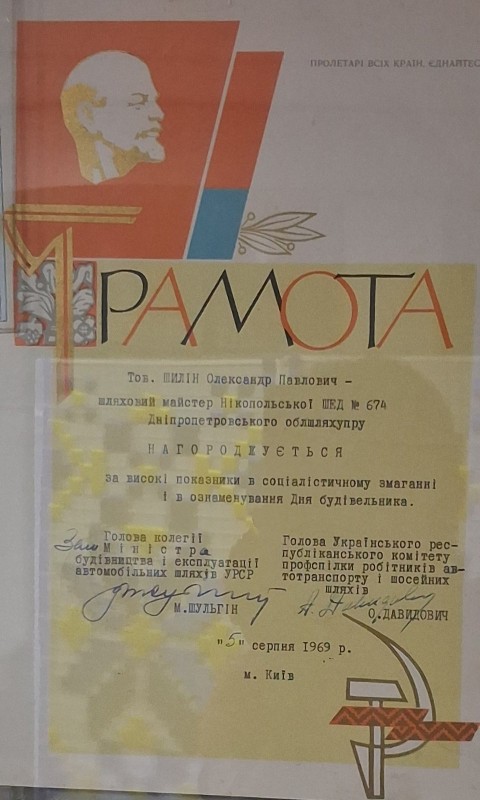 ПРОЛЕТАРІ ВСІХ КРАЇН, ЄДНАЙТЕС
ГРАМОТА
Тов. ШИЛІН Олександр Павлович –
шляховий майстер Нікопольської ШЕД № 674
Дніпропетровського облшляхупру
НАГОРОДЖУЄТЬСЯ
за високі показники в соціалістичному змаганні
і в ознаменування Дня будівельника.
Голова колегії
Зам Міністра
будівництва і експлуатації
автомобільних шляхів УРСР
М.ШУЛЬГІН
Голова Українського рес-
публіканського комітету
профспілки робітників ав-
тотранспорту і шосейних
шляхів
О.ДАВИДОВИЧ
"5" серпня 1969 р.
м. Київ